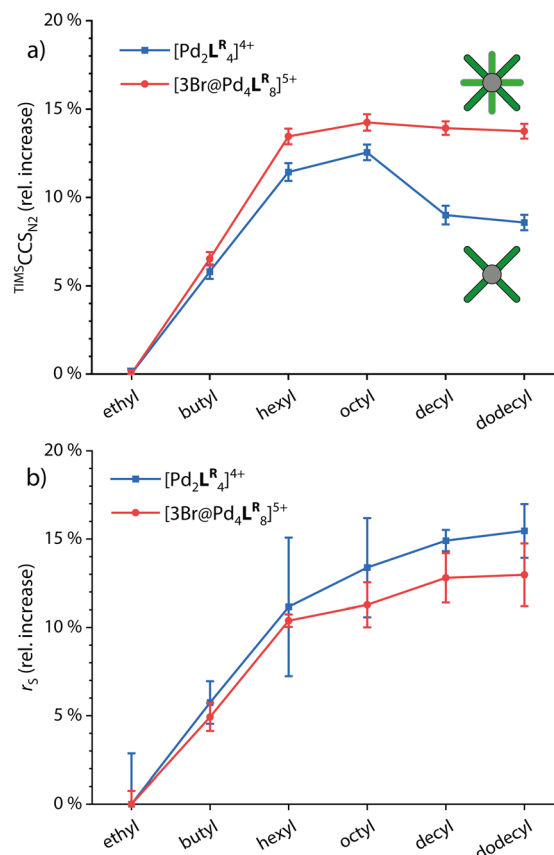 a)
[Pd₂Lᴿ₄]⁴⁺
[3Br@Pd₄Lᴿ₈]⁵⁺
20 %
15 %
10 %
5 %
0 %
ᵀᴵᴹˢCCS_N2 (rel. increase)
ethyl
butyl
hexyl
octyl
decyl
dodecyl
b)
[Pd₂Lᴿ₄]⁴⁺
[3Br@Pd₄Lᴿ₈]⁵⁺
20 %
15 %
10 %
5 %
0 %
rₛ (rel. increase)
ethyl
butyl
hexyl
octyl
decyl
dodecyl